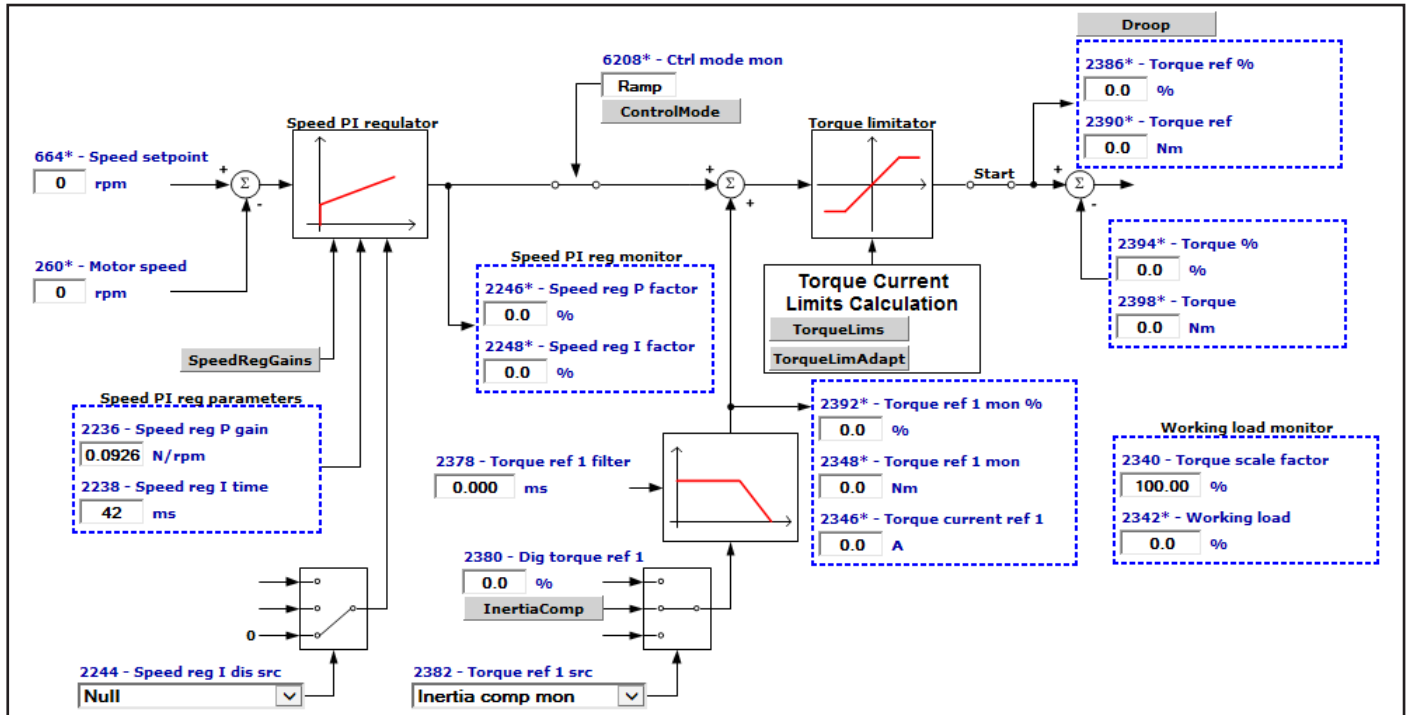 Droop
2386* - Torque ref %
0.0 %
2390* - Torque ref
0.0 Nm
6208* - Ctrl mode mon
Ramp
ControlMode
Speed PI regulator
Torque limitator
664* - Speed setpoint
0 rpm
+
Σ
-
+
Σ
+
Start
+
Σ
-
260* - Motor speed
0 rpm
Speed PI reg monitor
2246* - Speed reg P factor
0.0 %
2248* - Speed reg I factor
0.0 %
Torque Current
Limits Calculation
TorqueLims
TorqueLimAdapt
2394* - Torque %
0.0 %
2398* - Torque
0.0 Nm
SpeedRegGains
Speed PI reg parameters
2236 - Speed reg P gain
0.0926 N/rpm
2238 - Speed reg I time
42 ms
2378 - Torque ref 1 filter
0.000 ms
2392* - Torque ref 1 mon %
0.0 %
2348* - Torque ref 1 mon
0.0 Nm
2346* - Torque current ref 1
0.0 A
Working load monitor
2340 - Torque scale factor
100.00 %
2342* - Working load
0.0 %
2380 - Dig torque ref 1
0.0 %
InertiaComp
0
2244 - Speed reg I dis src
Null
2382 - Torque ref 1 src
Inertia comp mon